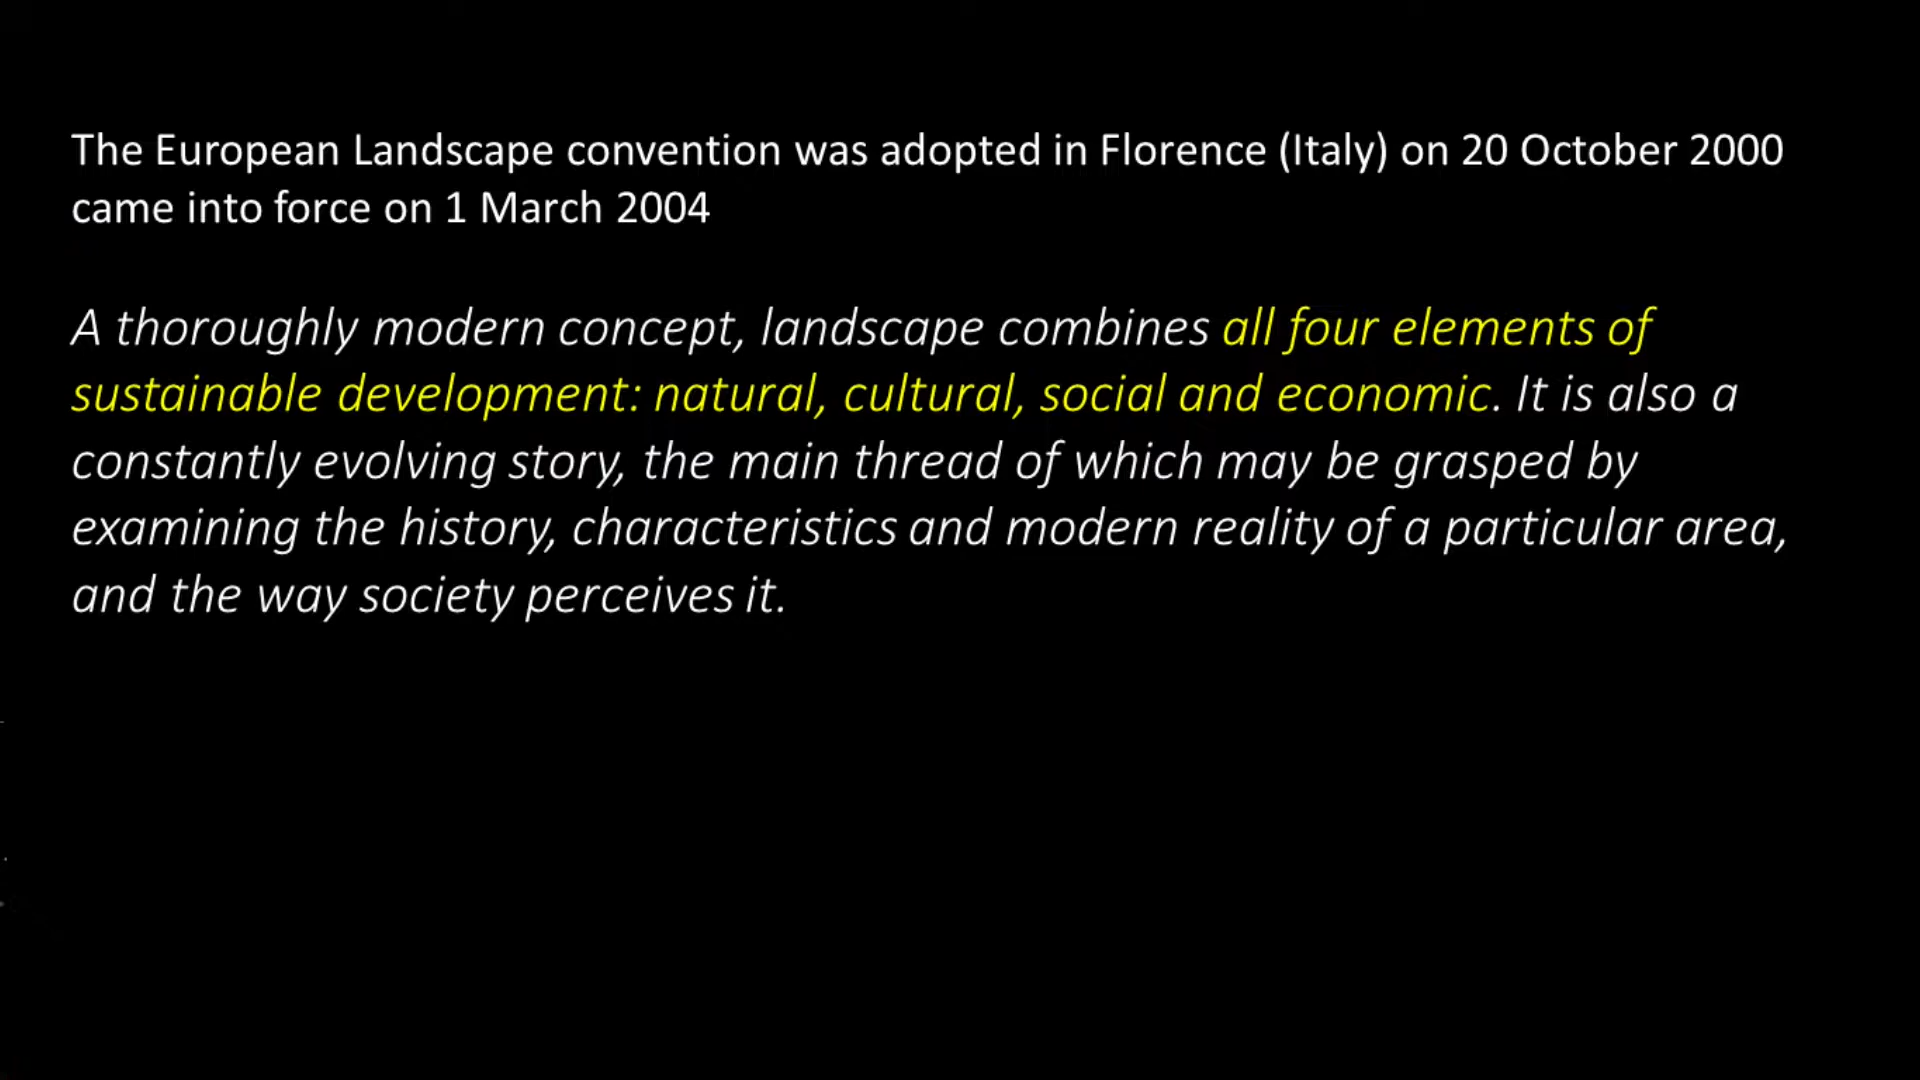 The European Landscape convention was adopted in Florence (Italy) on 20 October 2000
came into force on 1 March 2004
A thoroughly modern concept, landscape combines all four elements of
sustainable development: natural, cultural, social and economic. It is also a
constantly evolving story, the main thread of which may be grasped by
examining the history, characteristics and modern reality of a particular area,
and the way society perceives it.